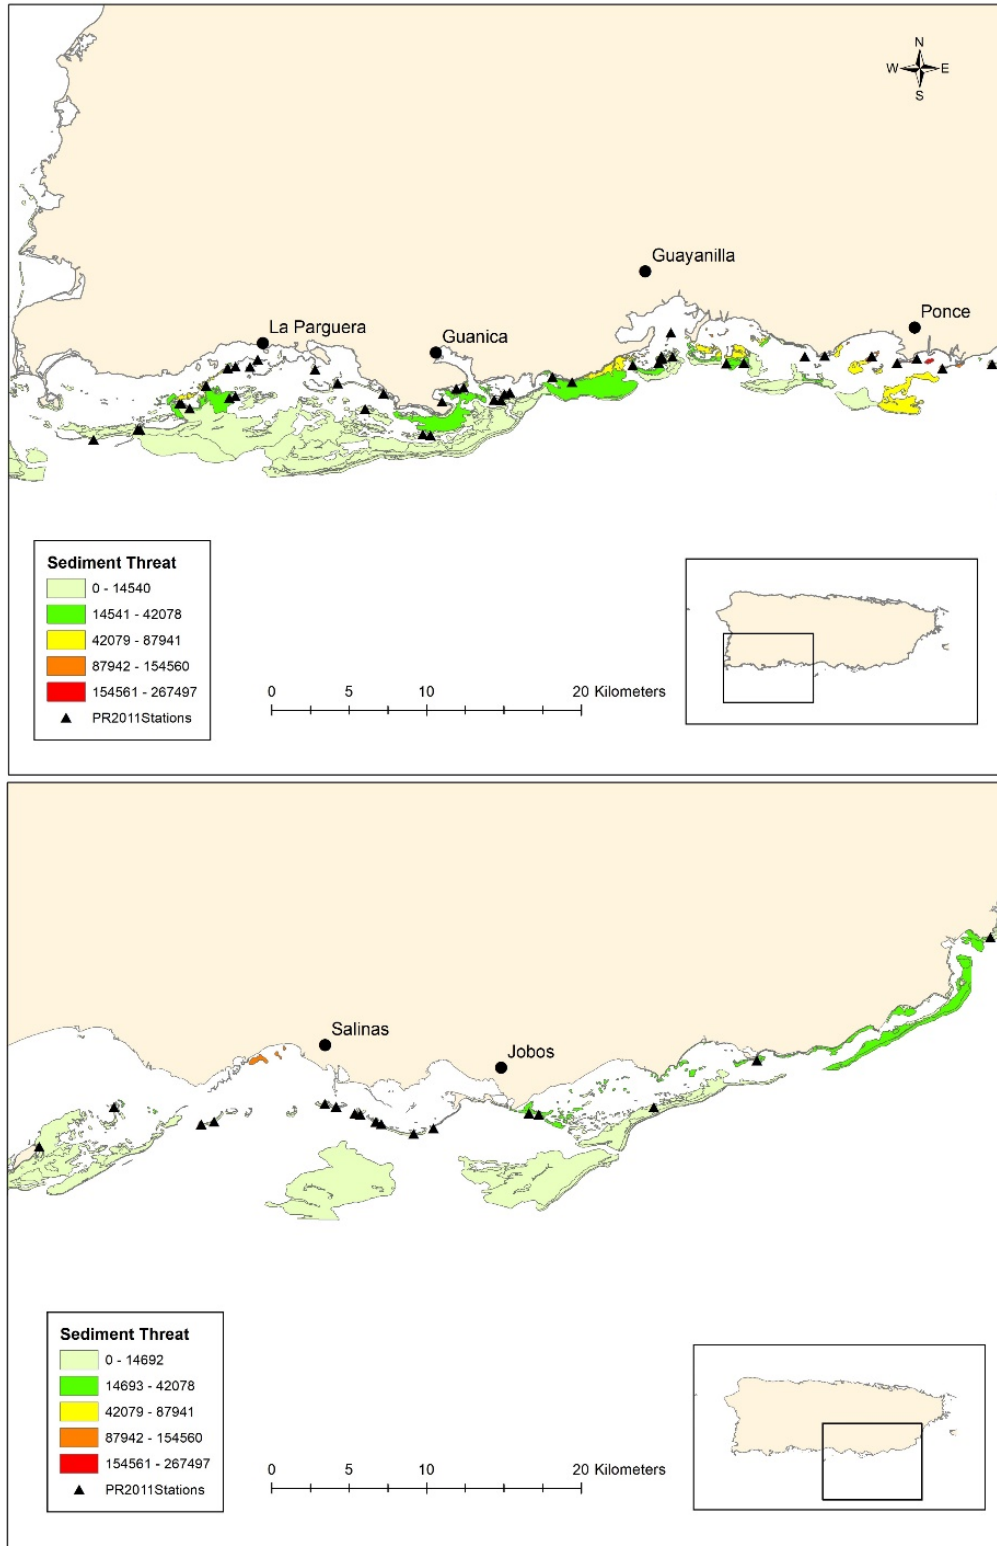 N
W E
S
Guayanilla
Ponce
La Parguera
Guanica
Sediment Threat
0 - 14540
14541 - 42078
42079 - 87941
87942 - 154560
154561 - 267497
PR2011Stations
0 5 10 20 Kilometers
Salinas
Jobos
Sediment Threat
0 - 14692
14693 - 42078
42079 - 87941
87942 - 154560
154561 - 267497
PR2011Stations
0 5 10 20 Kilometers